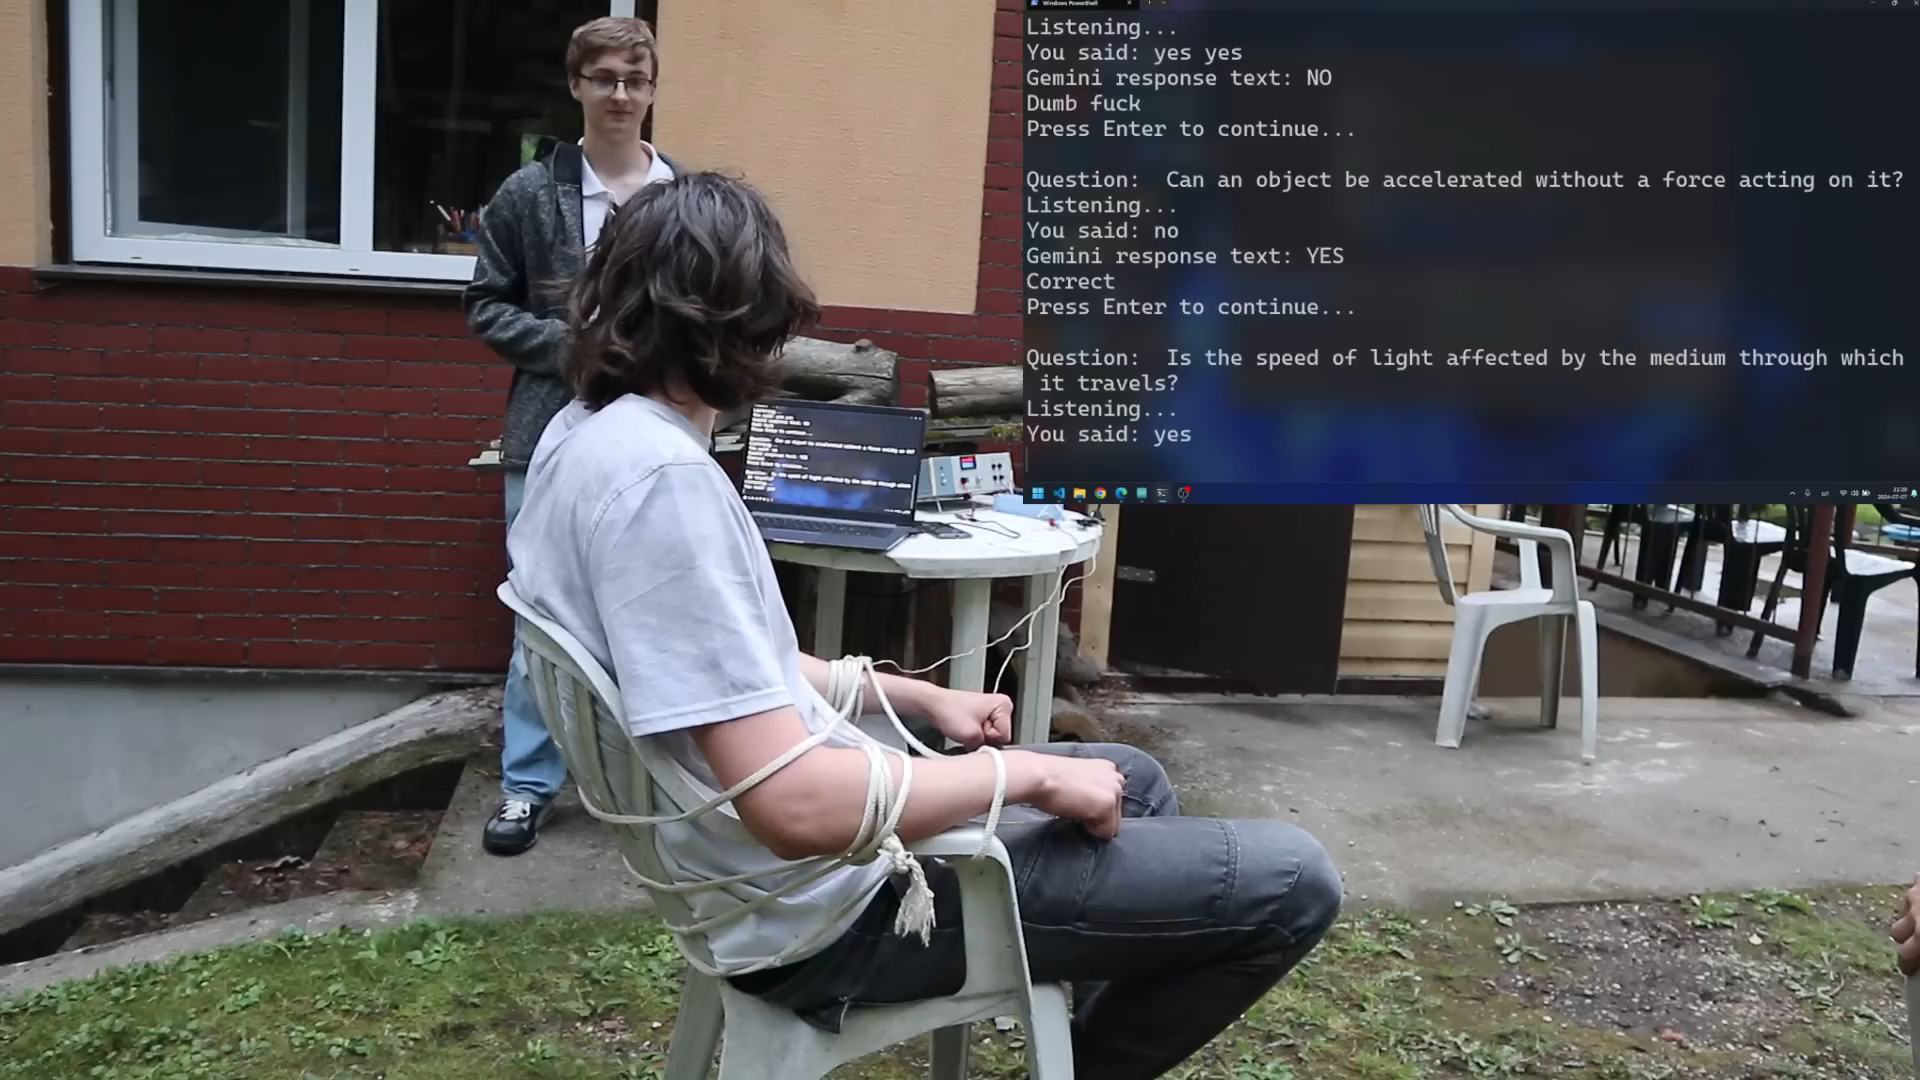 Windows PowerShell
Listening...
You said: yes yes
Gemini response text: NO
Dumb fuck
Press Enter to continue...
Question:  Can an object be accelerated without a force acting on it?
Listening...
You said: no
Gemini response text: YES
Correct
Press Enter to continue...
Question:  Is the speed of light affected by the medium through which
it travels?
Listening...
You said: yes